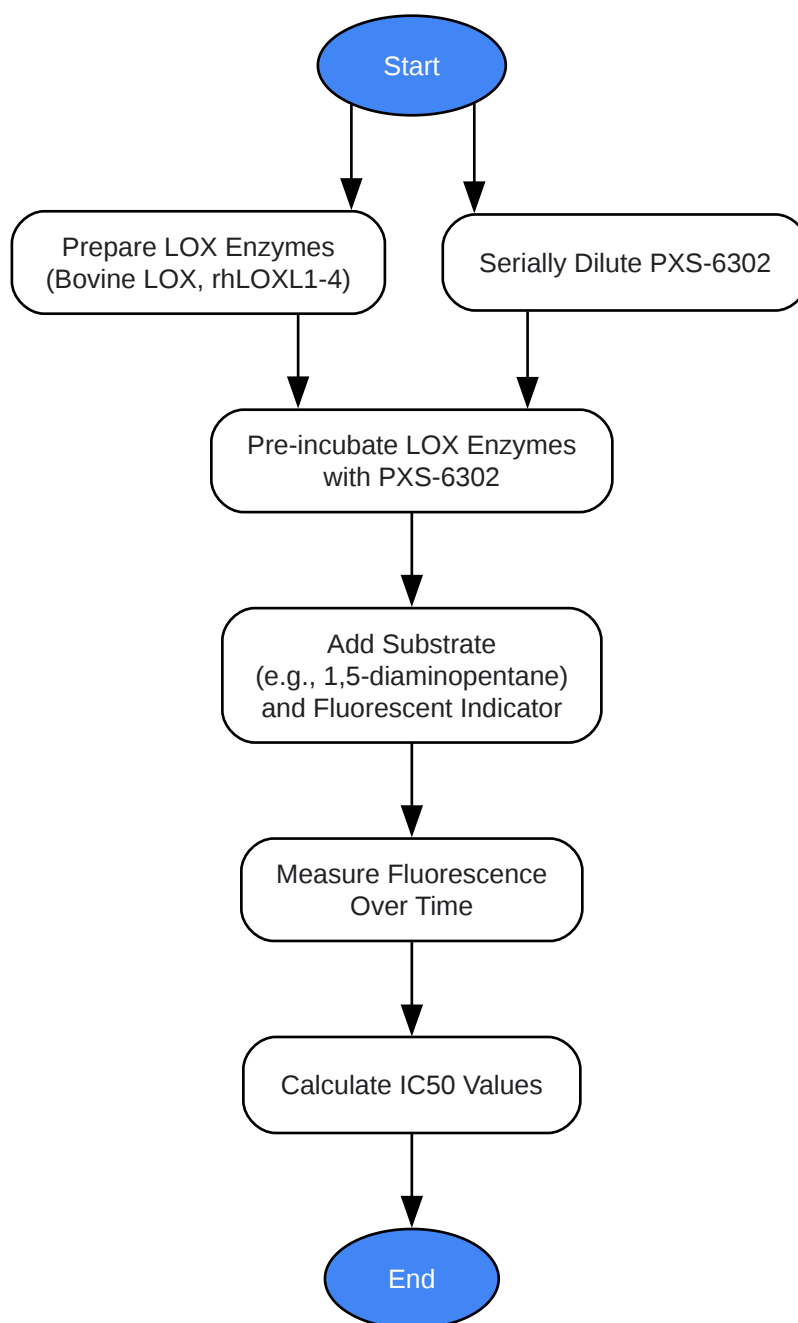 Start
Prepare LOX Enzymes
(Bovine LOX, rhLOXL1-4)
Serially Dilute PXS-6302
Pre-incubate LOX Enzymes
with PXS-6302
Add Substrate
(e.g., 1,5-diaminopentane)
and Fluorescent Indicator
Measure Fluorescence
Over Time
Calculate IC50 Values
End